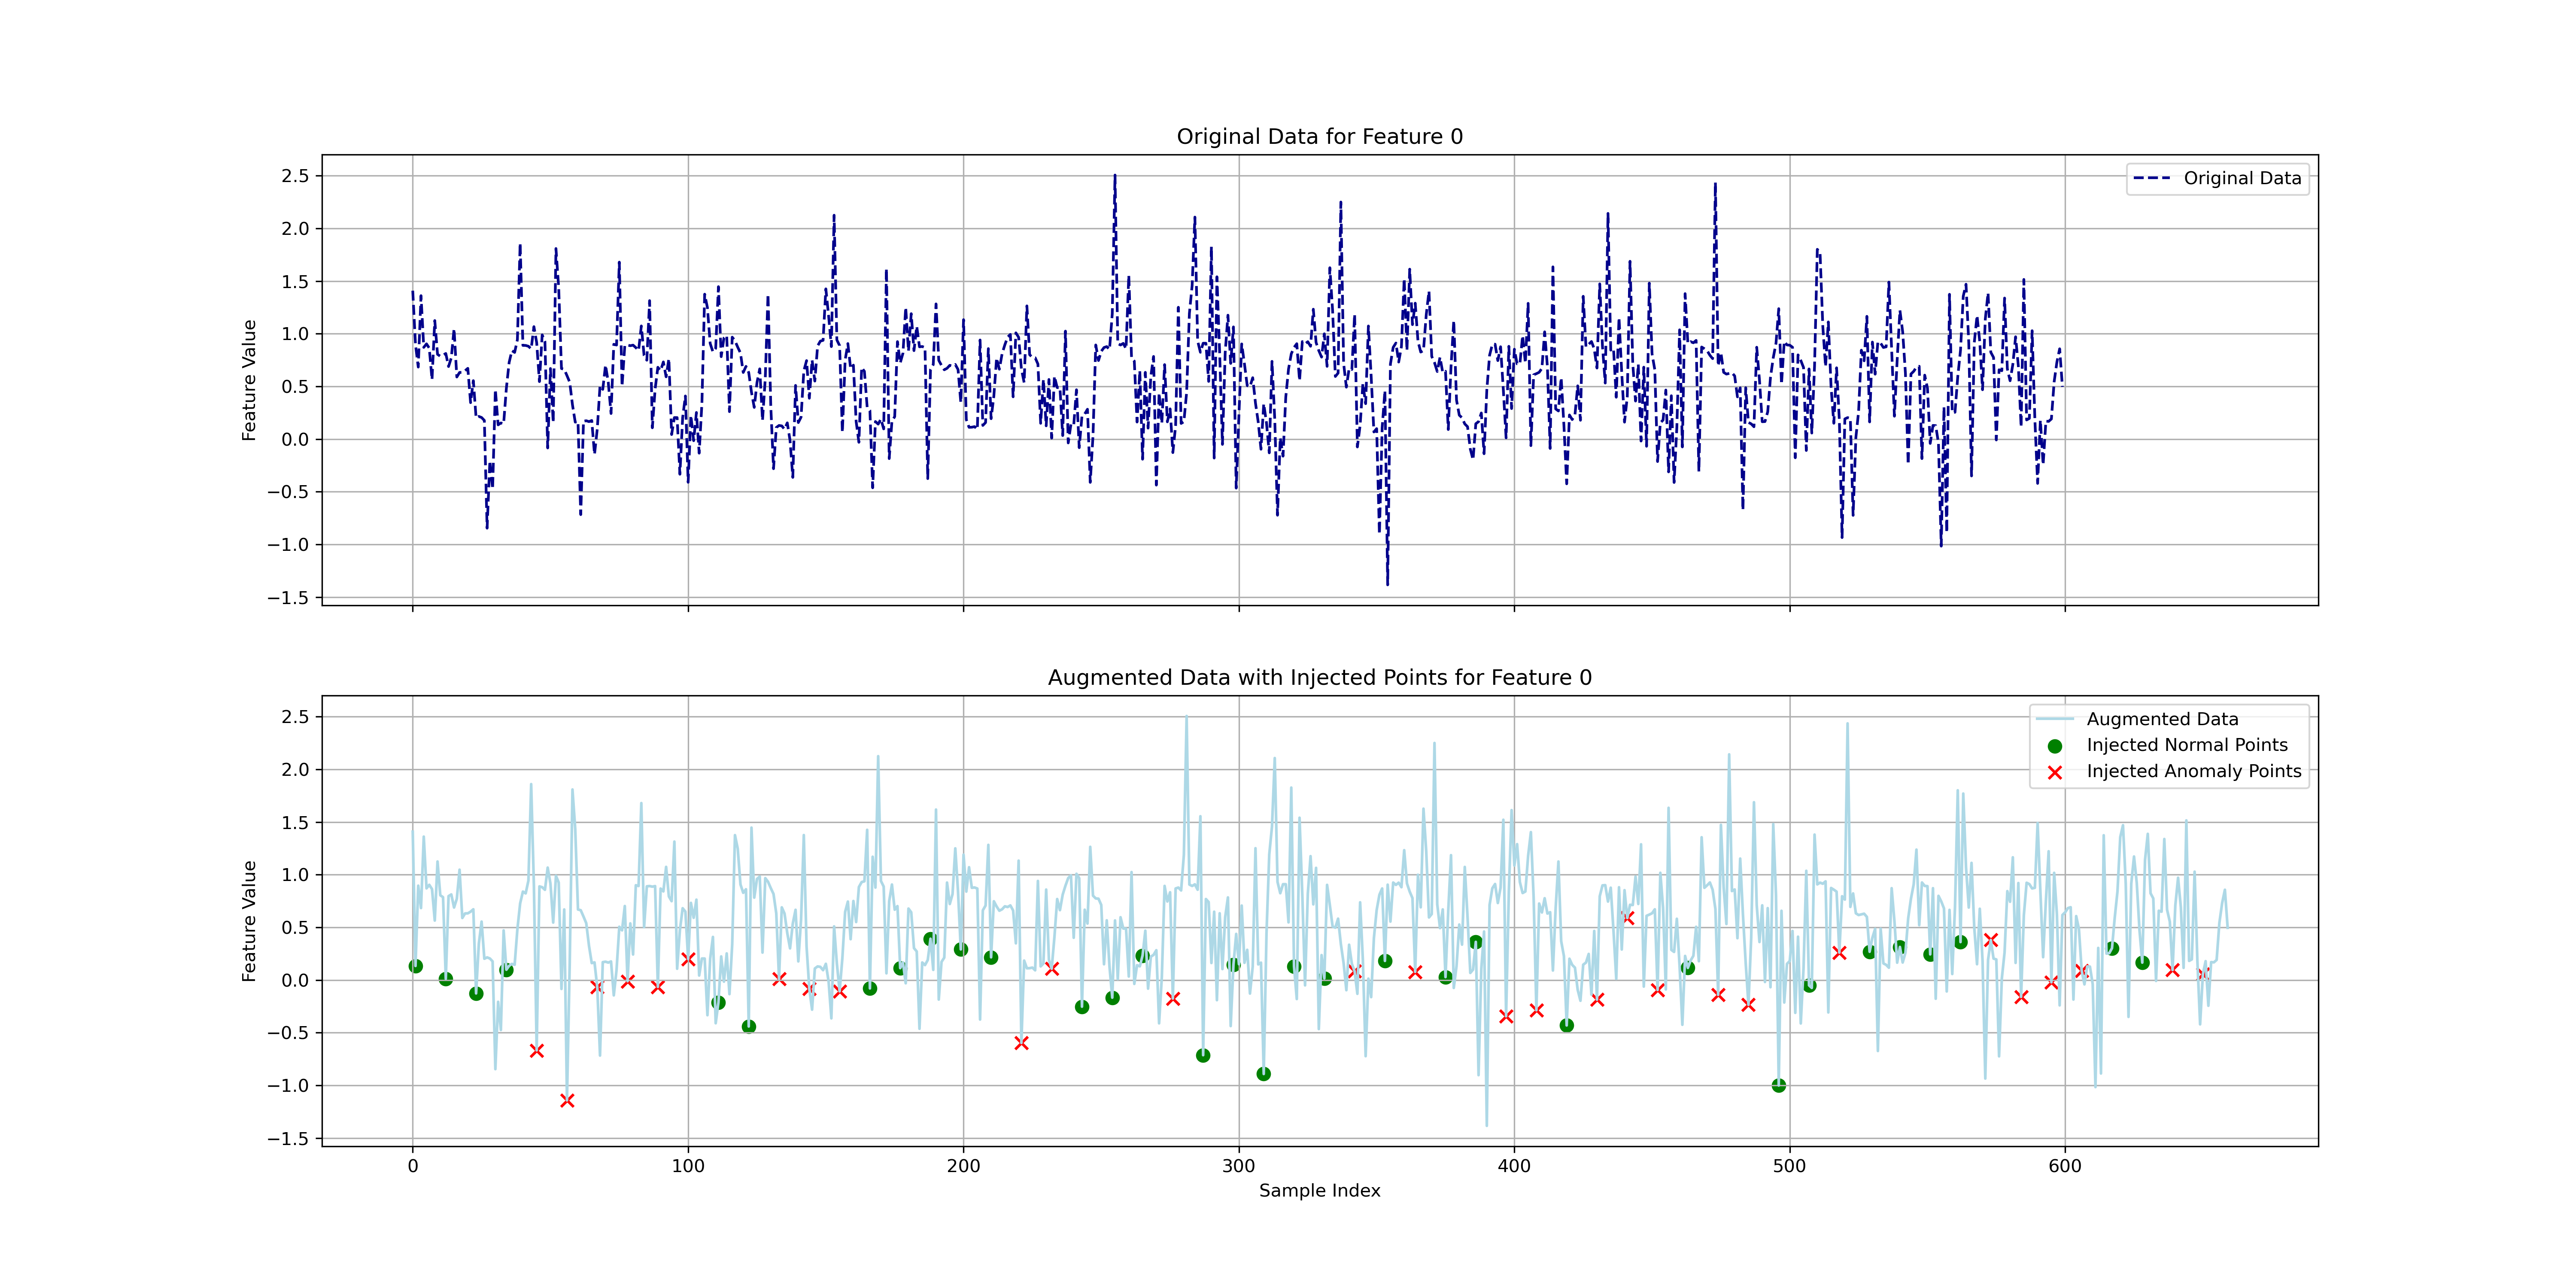 Original Data for Feature 0
2.5
2.0
1.5
1.0
0.5
0.0
−0.5
−1.0
−1.5
Feature Value
Original Data
Augmented Data with Injected Points for Feature 0
2.5
2.0
1.5
1.0
0.5
0.0
−0.5
−1.0
−1.5
Feature Value
Augmented Data
Injected Normal Points
Injected Anomaly Points
0 100 200 300 400 500 600
Sample Index